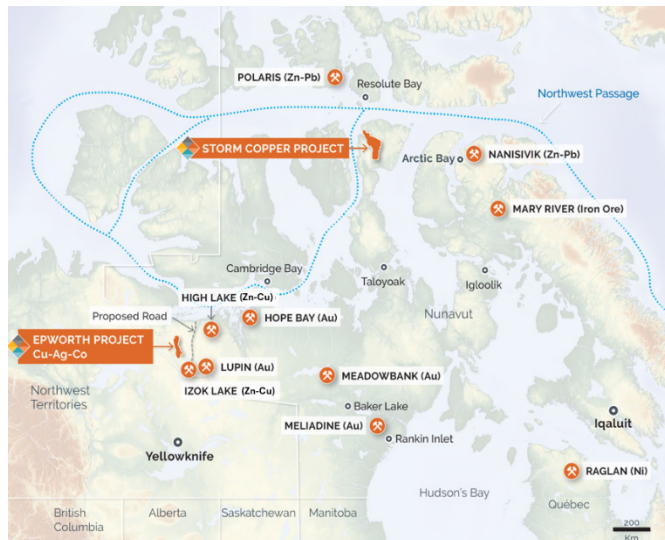 POLARIS (Zn-Pb)
Resolute Bay
Northwest Passage
STORM COPPER PROJECT
Arctic Bay
NANISIVIK (Zn-Pb)
MARY RIVER (Iron Ore)
Cambridge Bay
Taloyoak
Igloolik
HIGH LAKE (Zn-Cu)
Proposed Road
HOPE BAY (Au)
Nunavut
EPWORTH PROJECT
Cu-Ag-Co
LUPIN (Au)
MEADOWBANK (Au)
IZOK LAKE (Zn-Cu)
Northwest
Territories
Baker Lake
Iqaluit
MELIADINE (Au)
Rankin Inlet
Yellowknife
RAGLAN (Ni)
Hudson's Bay
Québec
British
Columbia
Alberta
Saskatchewan
Manitoba
200
Km